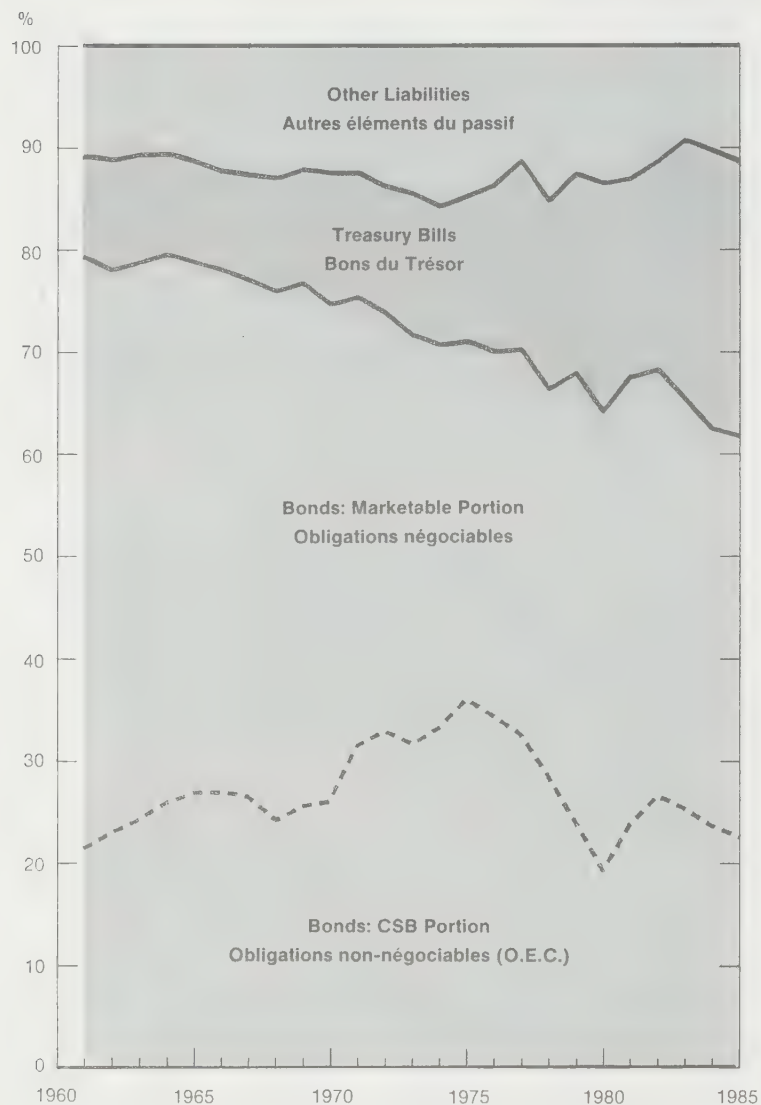 %
100
Other Liabilities
Autres éléments du passif
90
Treasury Bills
80
Bons du Trésor
70
60
Bonds: Marketable Portion
Obligations négociables
50
40
30
20
Bonds: CSB Portion
Obligations non-négociables (O.E.C.)
10
0
1960 1965 1970 1975 1980 1985